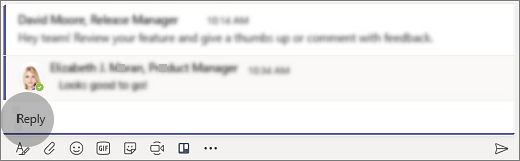 David Moore, Release Manager 10:14 AM
Hey team! Review your feature and give a thumbs up or comment with feedback.
Elizabeth J. Moran, Product Manager 10:34 AM
Looks good to go!
Reply
GIF